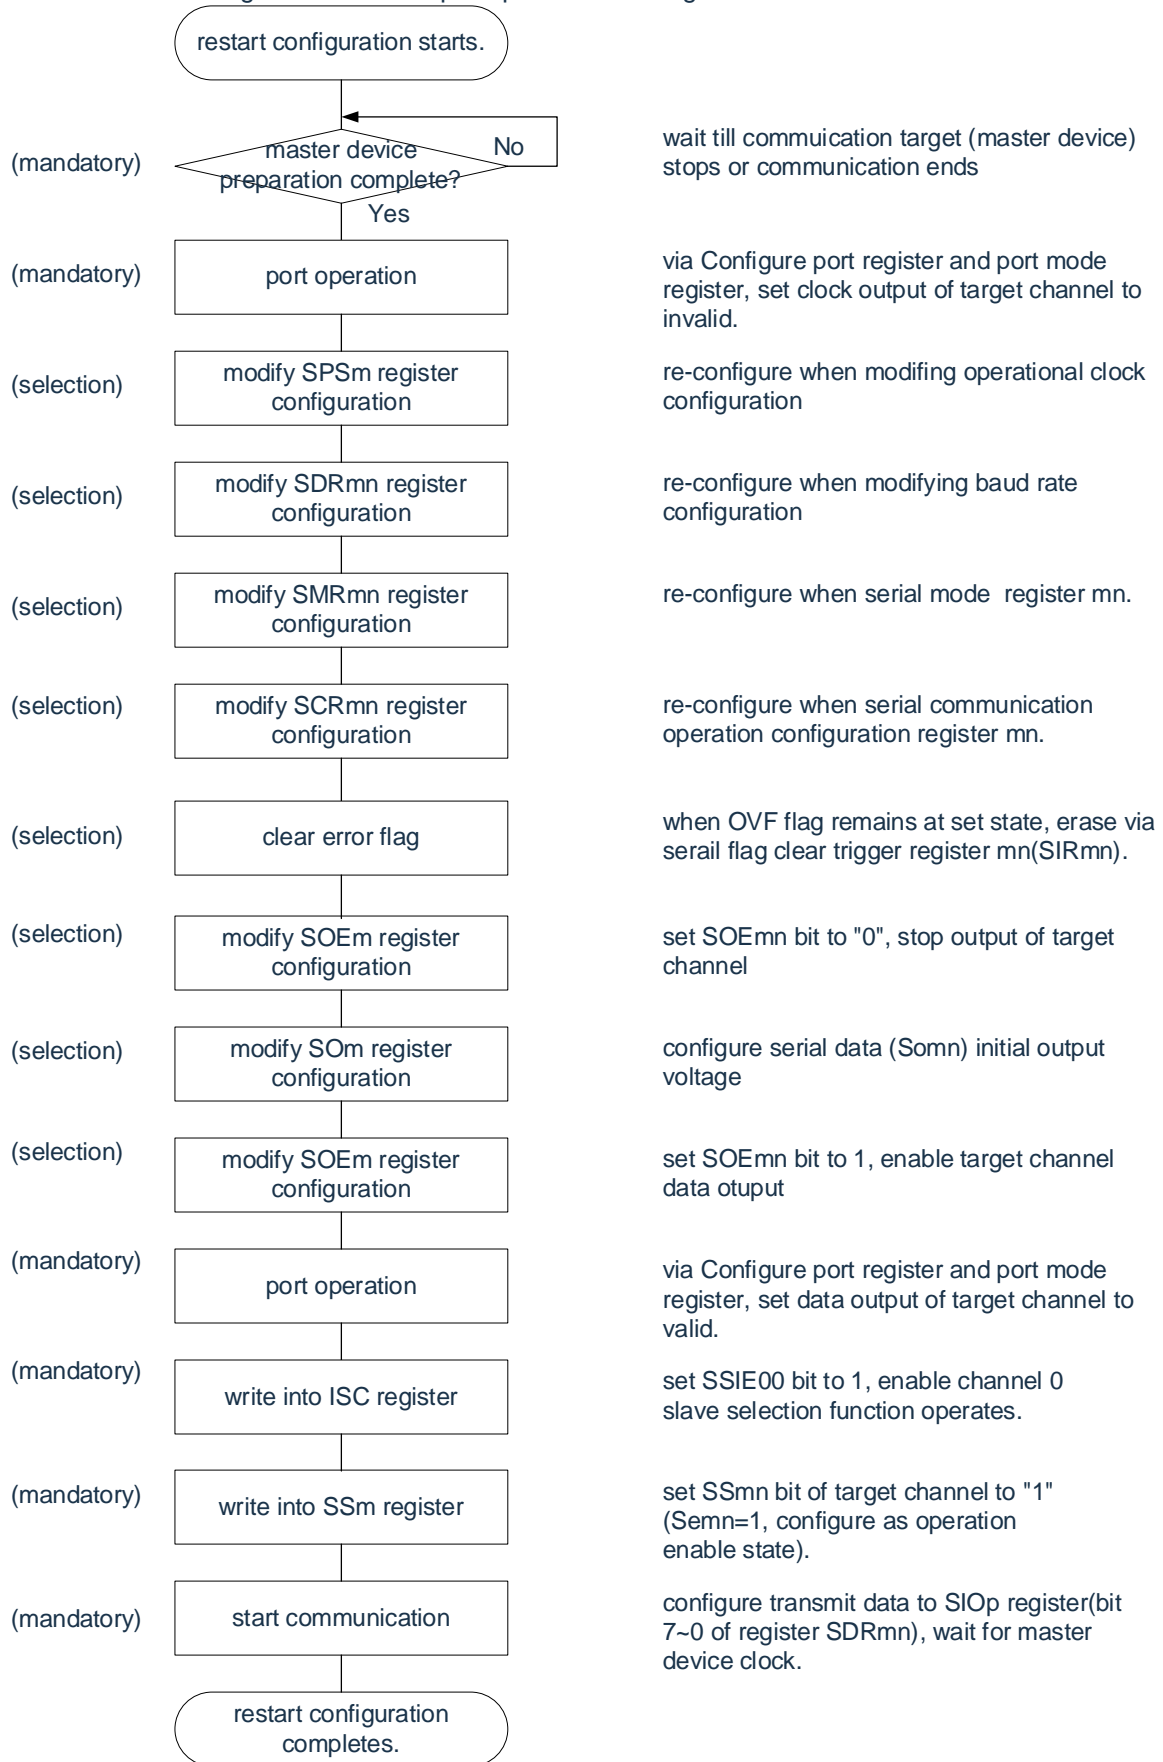 restart configuration starts.
(mandatory)
master device
preparation complete?
No
Yes
wait till commuication target (master device)
stops or communication ends
(mandatory)
port operation
via Configure port register and port mode
register, set clock output of target channel to
invalid.
(selection)
modify SPSm register
configuration
re-configure when modifing operational clock
configuration
(selection)
modify SDRmn register
configuration
re-configure when modifying baud rate
configuration
(selection)
modify SMRmn register
configuration
re-configure when serial mode  register mn.
(selection)
modify SCRmn register
configuration
re-configure when serial communication
operation configuration register mn.
(selection)
clear error flag
when OVF flag remains at set state, erase via
serail flag clear trigger register mn(SIRmn).
(selection)
modify SOEm register
configuration
set SOEmn bit to "0", stop output of target
channel
(selection)
modify SOm register
configuration
configure serial data (Somn) initial output
voltage
(selection)
modify SOEm register
configuration
set SOEmn bit to 1, enable target channel
data otuput
(mandatory)
port operation
via Configure port register and port mode
register, set data output of target channel to
valid.
(mandatory)
write into ISC register
set SSIE00 bit to 1, enable channel 0
slave selection function operates.
(mandatory)
write into SSm register
set SSmn bit of target channel to "1"
(Semn=1, configure as operation
enable state).
(mandatory)
start communication
configure transmit data to SIOp register(bit
7~0 of register SDRmn), wait for master
device clock.
restart configuration
completes.